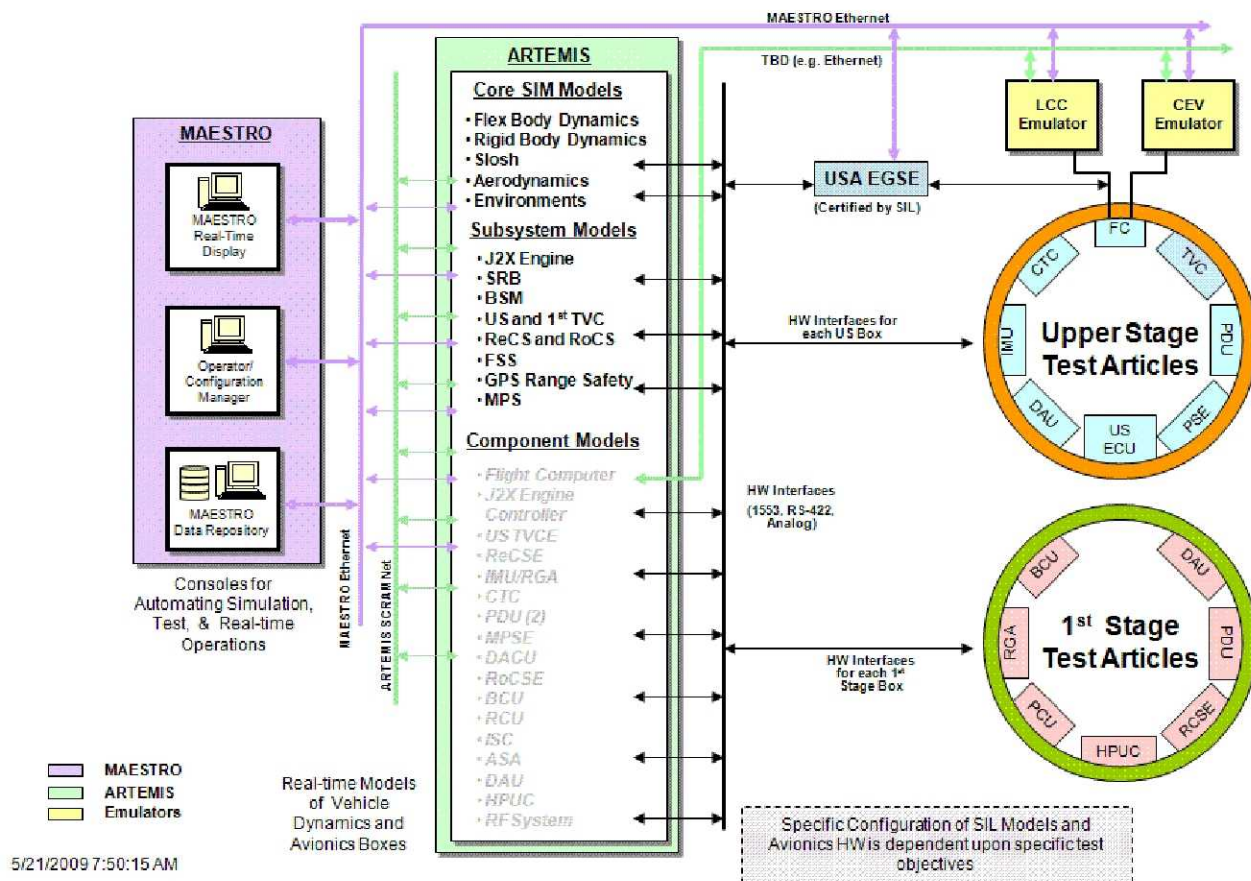 MAESTRO Ethernet
ARTEMIS
TBD (e.g. Ethernet)
Core SIM Models
• Flex Body Dynamics
• Rigid Body Dynamics
• Slosh
• Aerodynamics
• Environments
Subsystem Models
• J2X Engine
• SRB
• BSM
• US and 1st TVC
• ReCS and RoCS
• FSS
• GPS Range Safety
• MPS
Component Models
• Flight Computer
• J2X Engine
Controller
• US TVCE
• ReCSE
• IMU/RGA
• CTC
• PDU (2)
• MPSE
• DACU
• RoCSE
• BCU
• RCU
• ISC
• ASA
• DAU
• HPUC
• RF System
MAESTRO
MAESTRO
Real-Time
Display
Operator/
Configuration
Manager
MAESTRO
Data Repository
Consoles for
Automating Simulation,
Test, & Real-time
Operations
MAESTRO Ethernet
ARTEMIS SCRAM Net
LCC
Emulator
CEV
Emulator
USA EGSE
(Certified by SIL)
HW Interfaces for
each US Box
FC
CTC
TVC
IMU
PDU
DAU
PSE
US
ECU
Upper Stage
Test Articles
HW Interfaces
(1553, RS-422,
Analog)
HW Interfaces
for each 1st
Stage Box
BCU
DAU
RGA
PDU
PCU
RCSE
HPUC
1st Stage
Test Articles
MAESTRO
ARTEMIS
Emulators
Real-time Models
of Vehicle
Dynamics and
Avionics Boxes
Specific Configuration of SIL Models and
Avionics HW is dependent upon specific test
objectives
5/21/2009 7:50:15 AM